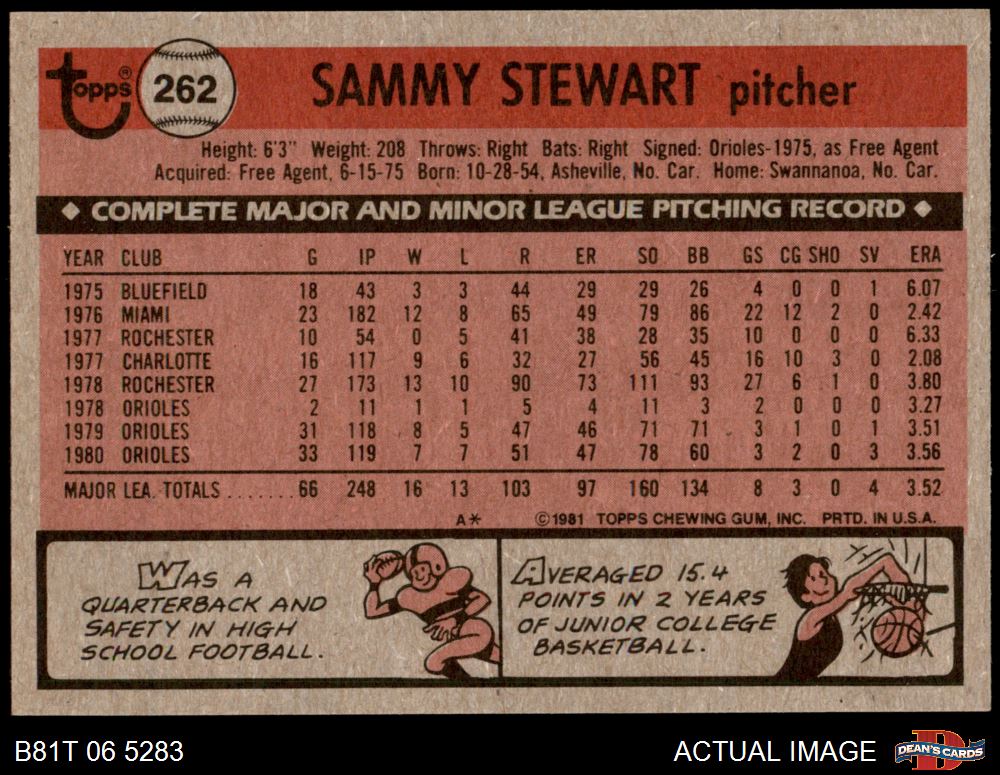 topps® 262 SAMMY STEWART pitcher
Height: 6'3" Weight: 208 Throws: Right Bats: Right Signed: Orioles-1975, as Free Agent
Acquired: Free Agent, 6-15-75 Born: 10-28-54, Asheville, No. Car. Home: Swannanoa, No. Car.
◆ COMPLETE MAJOR AND MINOR LEAGUE PITCHING RECORD ◆
YEAR CLUB G IP W L R ER SO BB GS CG SHO SV ERA
1975 BLUEFIELD 18 43 3 3 44 29 29 26 4 0 0 1 6.07
1976 MIAMI 23 182 12 8 65 49 79 86 22 12 2 0 2.42
1977 ROCHESTER 10 54 0 5 41 38 28 35 10 0 0 0 6.33
1977 CHARLOTTE 16 117 9 6 32 27 56 45 16 10 3 0 2.08
1978 ROCHESTER 27 173 13 10 90 73 111 93 27 6 1 0 3.80
1978 ORIOLES 2 11 1 1 5 4 11 3 2 0 0 0 3.27
1979 ORIOLES 31 118 8 5 47 46 71 71 3 1 0 1 3.51
1980 ORIOLES 33 119 7 7 51 47 78 60 3 2 0 3 3.56
MAJOR LEA. TOTALS ........ 66 248 16 13 103 97 160 134 8 3 0 4 3.52
A* ©1981 TOPPS CHEWING GUM, INC. PRTD. IN U.S.A.
WAS A
QUARTERBACK AND
SAFETY IN HIGH
SCHOOL FOOTBALL.
AVERAGED 15.4
POINTS IN 2 YEARS
OF JUNIOR COLLEGE
BASKETBALL.
B81T 06 5283 ACTUAL IMAGE DEAN'S CARDS